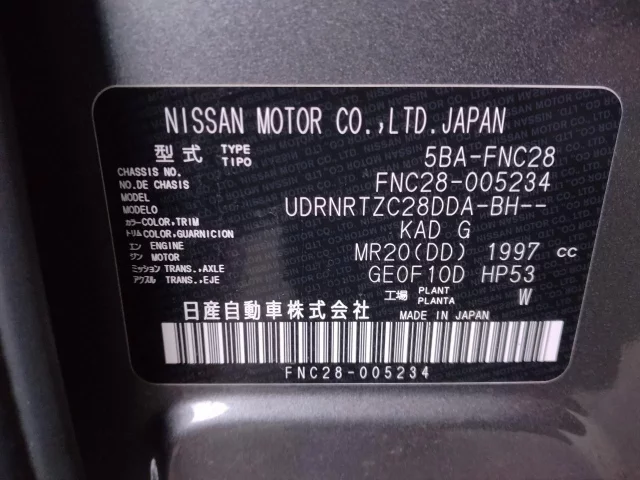 NISSAN MOTOR CO.,LTD.JAPAN
型式 TYPE TIPO 5BA-FNC28
CHASSIS NO.
NO.DE CHASIS FNC28-005234
MODEL
MODELO UDRNRTZC28DDA-BH--
カラー COLOR,TRIM
トリム COLOR,GUARNICION KAD G
エン ENGINE
ジン MOTOR MR20(DD) 1997 cc
ミッション TRANS.,AXLE
アクスル TRANS.,EJE GE0F10D HP53
工場 PLANT PLANTA W
日産自動車株式会社 MADE IN JAPAN
FNC28-005234